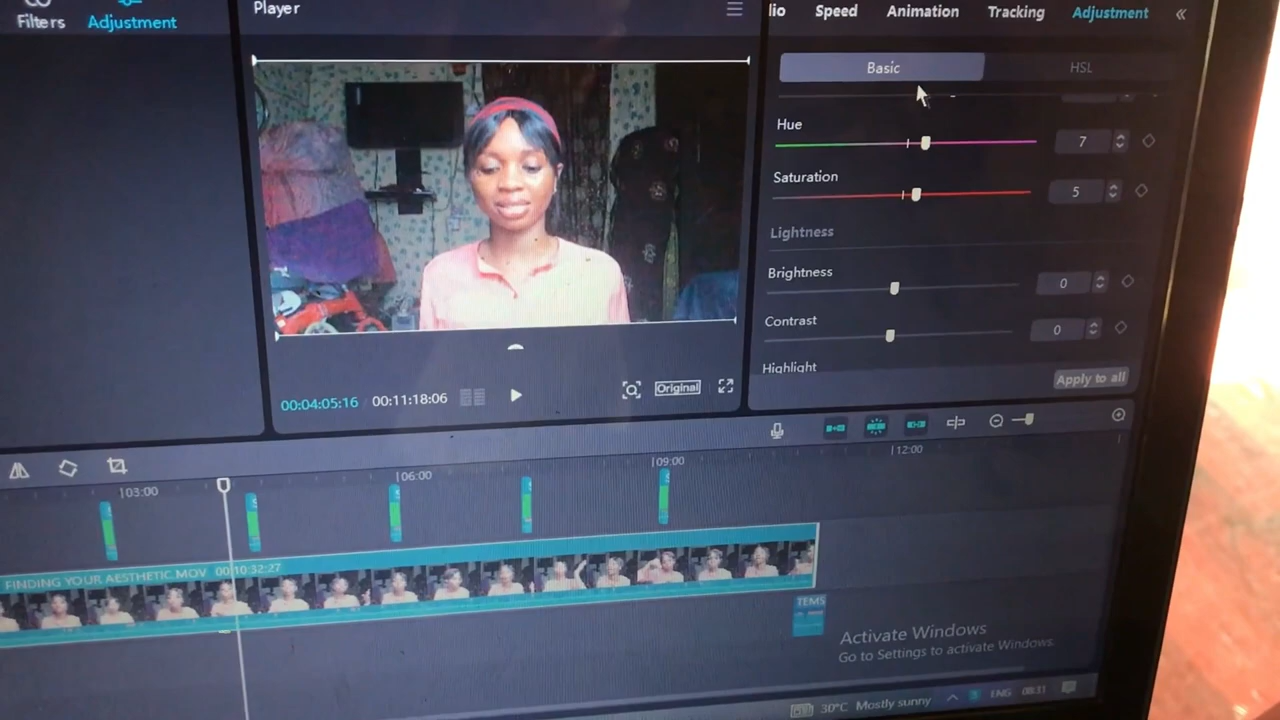 Filters Adjustment
Player
dio Speed Animation Tracking Adjustment
Basic HSL
Hue 7
Saturation 5
Lightness
Brightness 0
Contrast 0
Highlight
Apply to all
00:04:05:16 00:11:18:06
Original
03:00 06:00 09:00 12:00
FINDING YOUR AESTHETIC.MOV 00:10:32:27
TEMS
Activate Windows
Go to Settings to activate Windows.
30°C Mostly sunny ENG 08:31